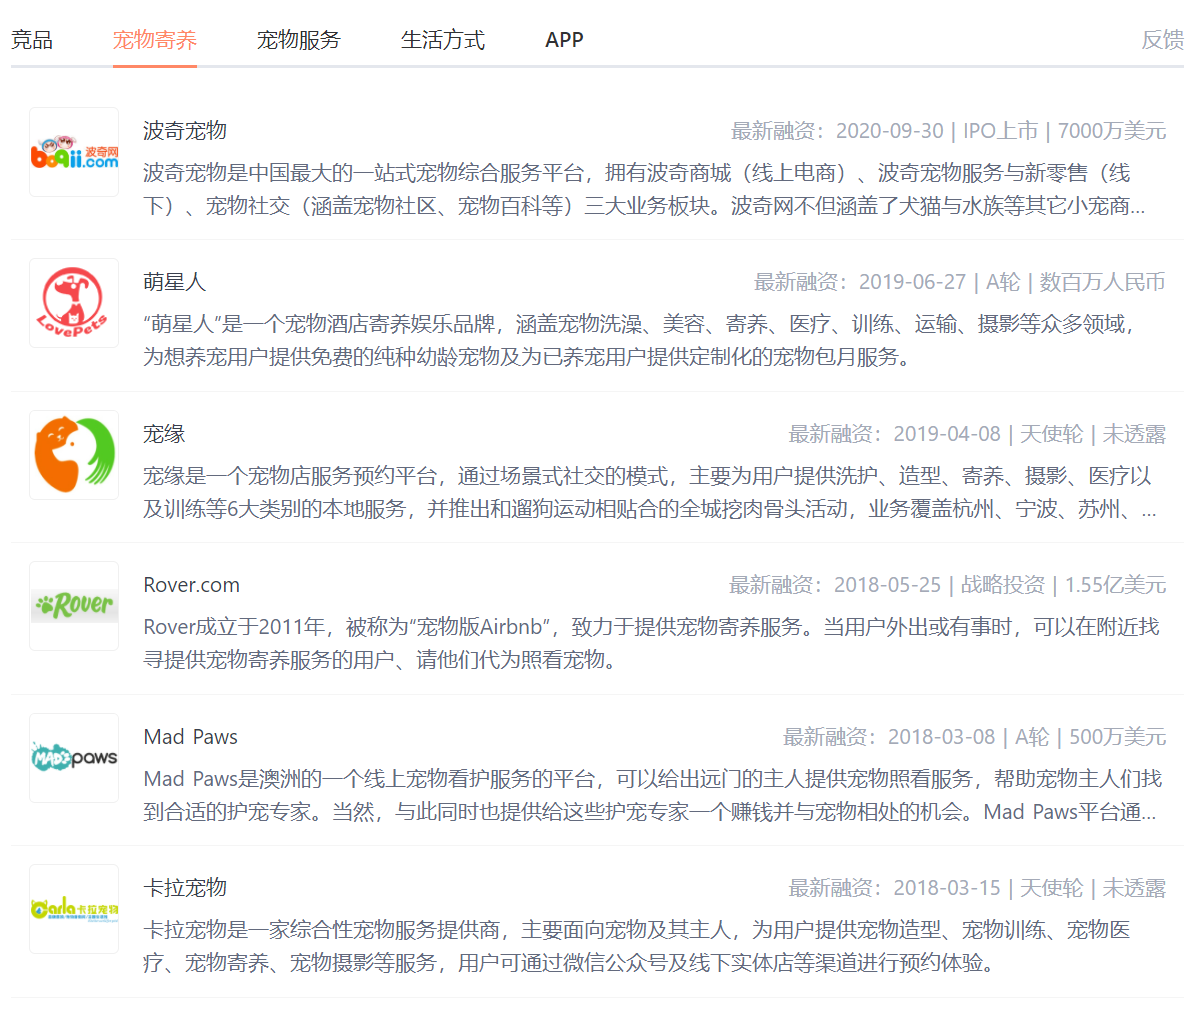 竞品 宠物寄养 宠物服务 生活方式 APP 反馈
波奇网
boqii.com
波奇宠物 最新融资：2020-09-30 | IPO上市 | 7000万美元
波奇宠物是中国最大的一站式宠物综合服务平台，拥有波奇商城（线上电商）、波奇宠物服务与新零售（线
下）、宠物社交（涵盖宠物社区、宠物百科等）三大业务板块。波奇网不但涵盖了犬猫与水族等其它小宠商...
LovePets
萌星人 最新融资：2019-06-27 | A轮 | 数百万人民币
“萌星人”是一个宠物酒店寄养娱乐品牌，涵盖宠物洗澡、美容、寄养、医疗、训练、运输、摄影等众多领域，
为想养宠用户提供免费的纯种幼龄宠物及为已养宠用户提供定制化的宠物包月服务。
宠缘 最新融资：2019-04-08 | 天使轮 | 未透露
宠缘是一个宠物店服务预约平台，通过场景式社交的模式，主要为用户提供洗护、造型、寄养、摄影、医疗以
及训练等6大类别的本地服务，并推出和遛狗运动相贴合的全城挖肉骨头活动，业务覆盖杭州、宁波、苏州、...
Rover
Rover.com 最新融资：2018-05-25 | 战略投资 | 1.55亿美元
Rover成立于2011年，被称为“宠物版Airbnb”，致力于提供宠物寄养服务。当用户外出或有事时，可以在附近找
寻提供宠物寄养服务的用户、请他们代为照看宠物。
MAD paws
Mad Paws 最新融资：2018-03-08 | A轮 | 500万美元
Mad Paws是澳洲的一个线上宠物看护服务的平台，可以给出远门的主人提供宠物照看服务，帮助宠物主人们找
到合适的护宠专家。当然，与此同时也提供给这些护宠专家一个赚钱并与宠物相处的机会。Mad Paws平台通...
Carla卡拉宠物
卡拉宠物 最新融资：2018-03-15 | 天使轮 | 未透露
卡拉宠物是一家综合性宠物服务提供商，主要面向宠物及其主人，为用户提供宠物造型、宠物训练、宠物医
疗、宠物寄养、宠物摄影等服务，用户可通过微信公众号及线下实体店等渠道进行预约体验。